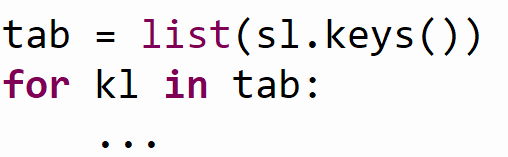 tab = list(sl.keys())
for kl in tab:
    ...